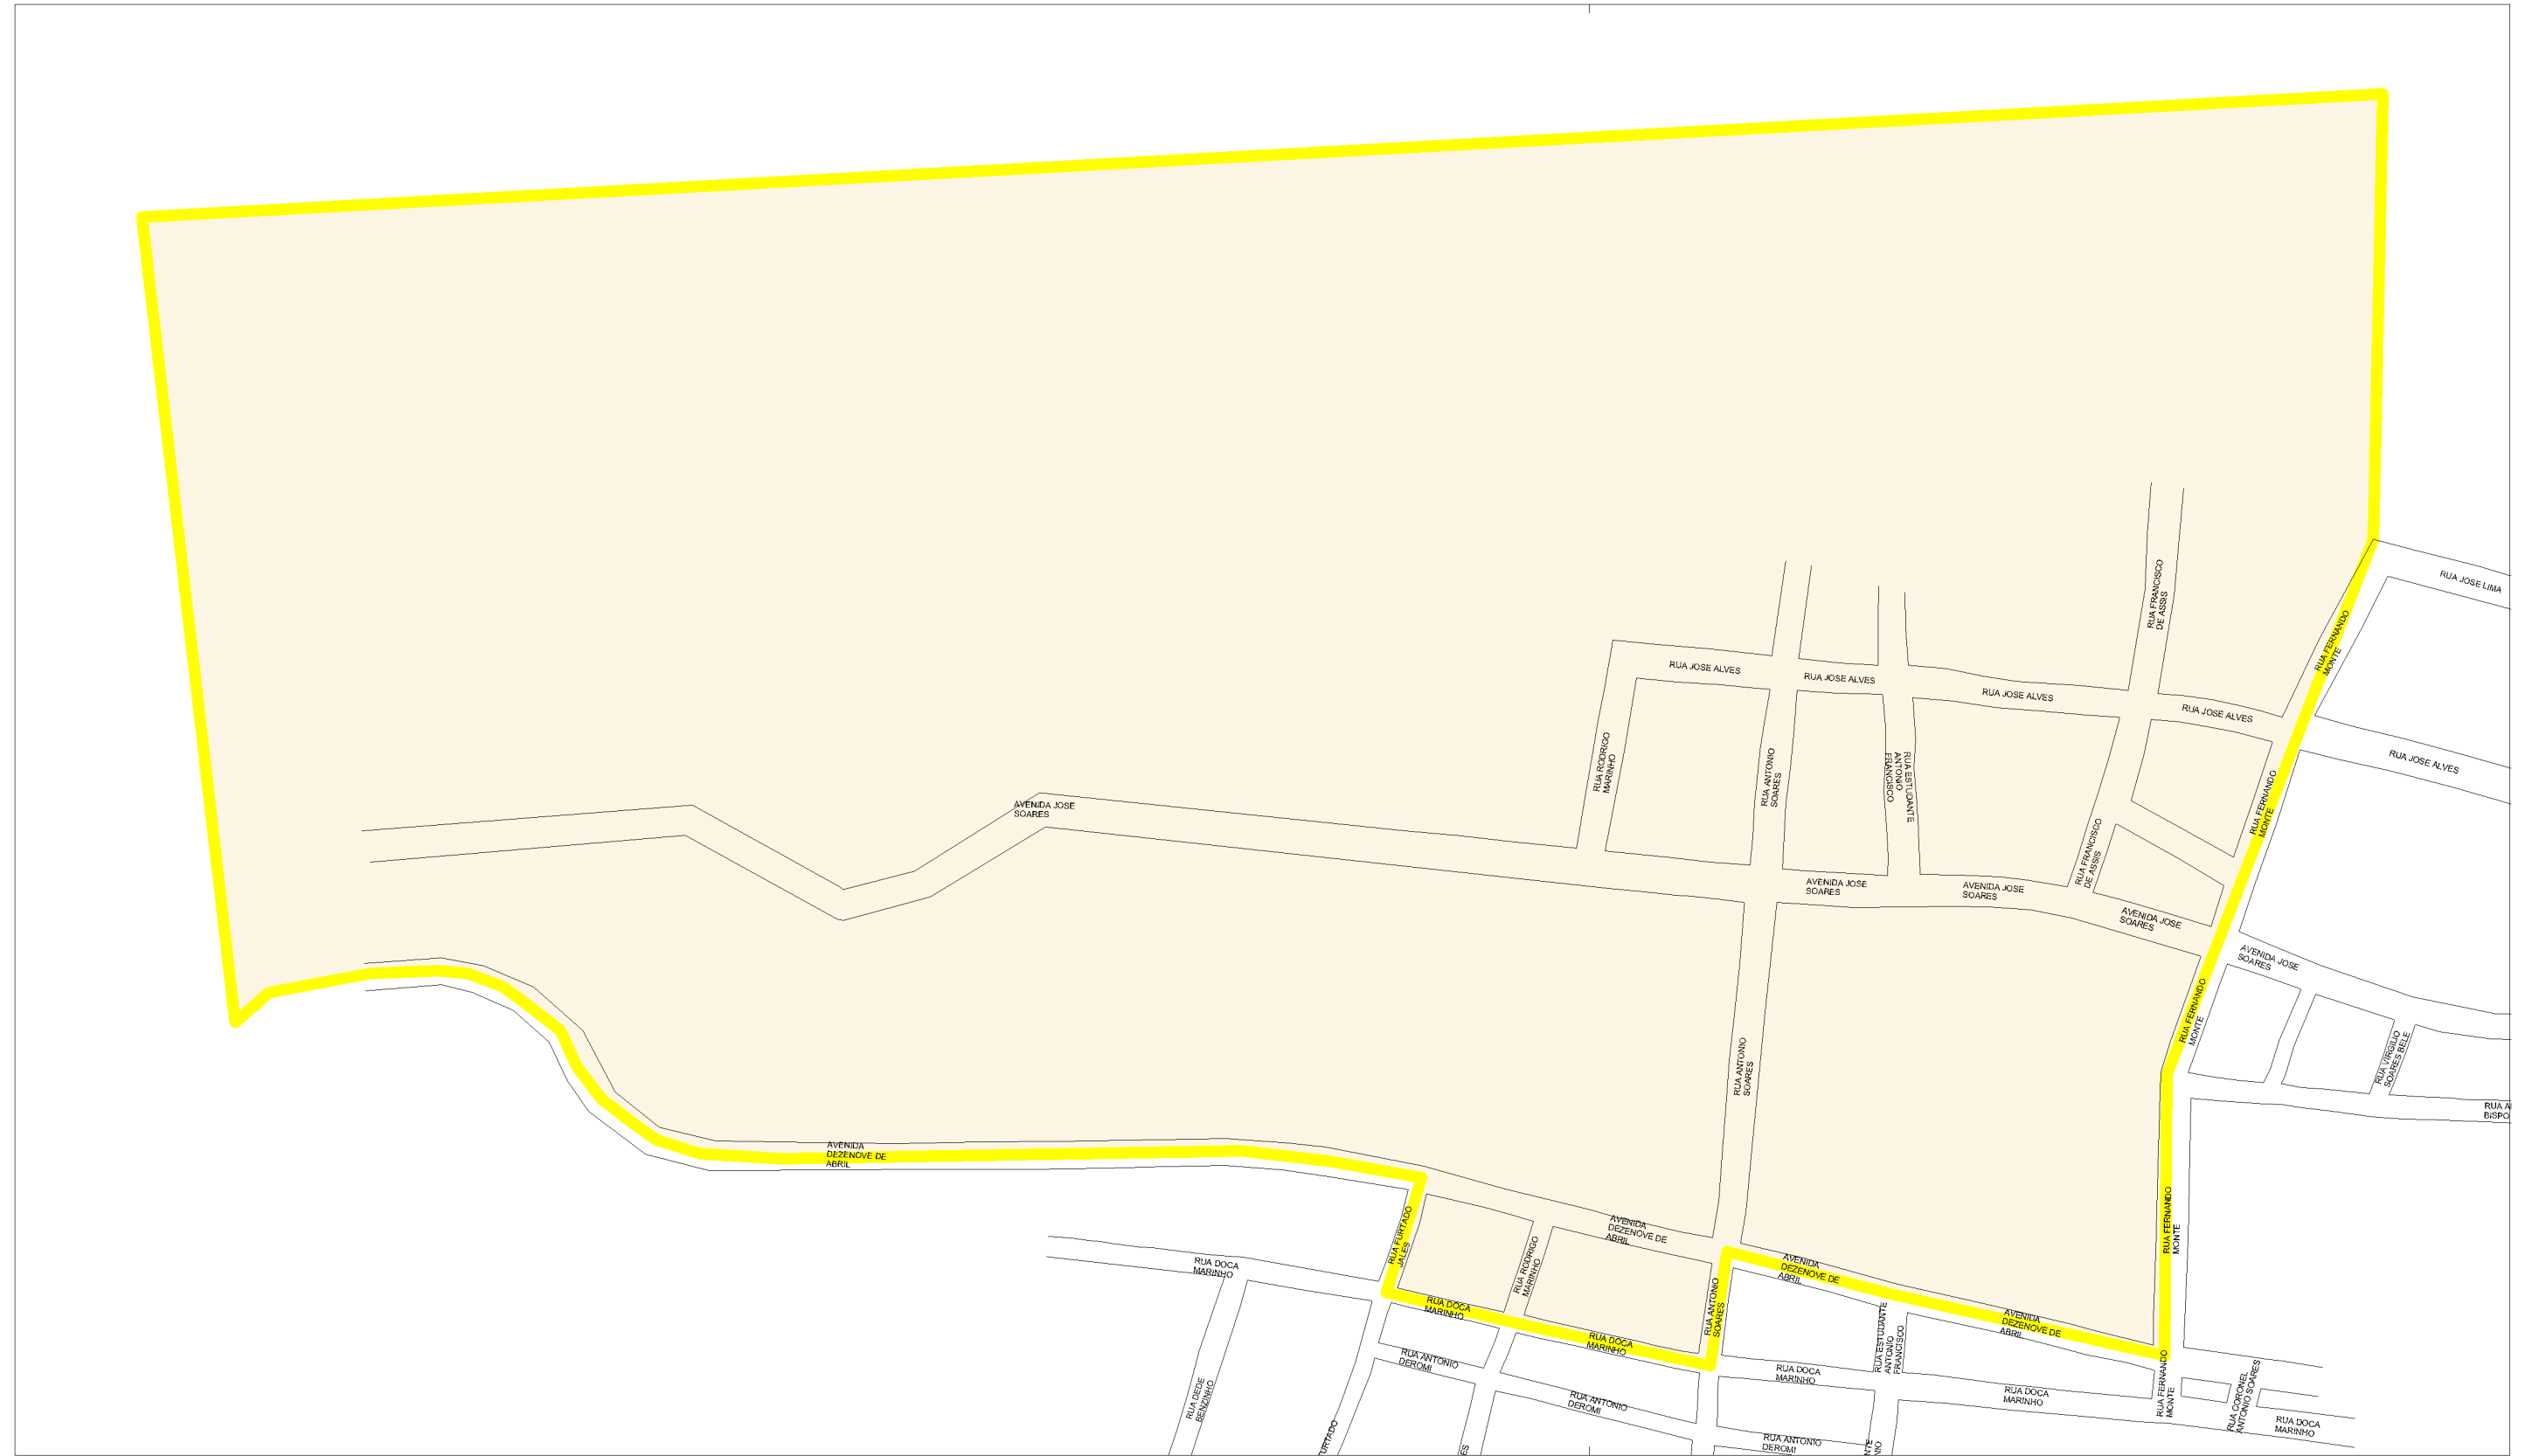 RUA JOSE LIMA
RUA FRANCISCO
DE ASSIS
RUA FERNANDO
MONTE
RUA JOSE ALVES
RUA JOSE ALVES
RUA JOSE ALVES
RUA JOSE ALVES
RUA JOSE ALVES
RUA RODRIGO
MARINHO
RUA ANTONIO
SOARES
RUA ESTUDANTE
ANTONIO
FRANCISCO
RUA FERNANDO
MONTE
AVENIDA JOSE
SOARES
RUA FRANCISCO
DE ASSIS
AVENIDA JOSE
SOARES
AVENIDA JOSE
SOARES
AVENIDA JOSE
SOARES
AVENIDA JOSE
SOARES
RUA FERNANDO
MONTE
RUA VIRGILIO
SOARES BELE
RUA ANTONIO
SOARES
RUA A
BISPO
AVENIDA
DEZENOVE DE
ABRIL
RUA FURTADO
JALES
RUA RODRIGO
MARINHO
AVENIDA
DEZENOVE DE
ABRIL
RUA FERNANDO
MONTE
RUA DOCA
MARINHO
AVENIDA
DEZENOVE DE
ABRIL
RUA DOCA
MARINHO
RUA ANTONIO
SOARES
RUA DOCA
MARINHO
RUA ESTUDANTE
ANTONIO
FRANCISCO
AVENIDA
DEZENOVE DE
ABRIL
RUA ANTONIO
DEROMI
RUA DOCA
MARINHO
RUA FERNANDO
MONTE
RUA CORONEL
ANTONIO SOARES
RUA DEDE
BENZINHO
RUA ANTONIO
DEROMI
RUA DOCA
MARINHO
RUA DOCA
MARINHO
URTADO
ES
RUA ANTONIO
DEROMI
NTE
NIO